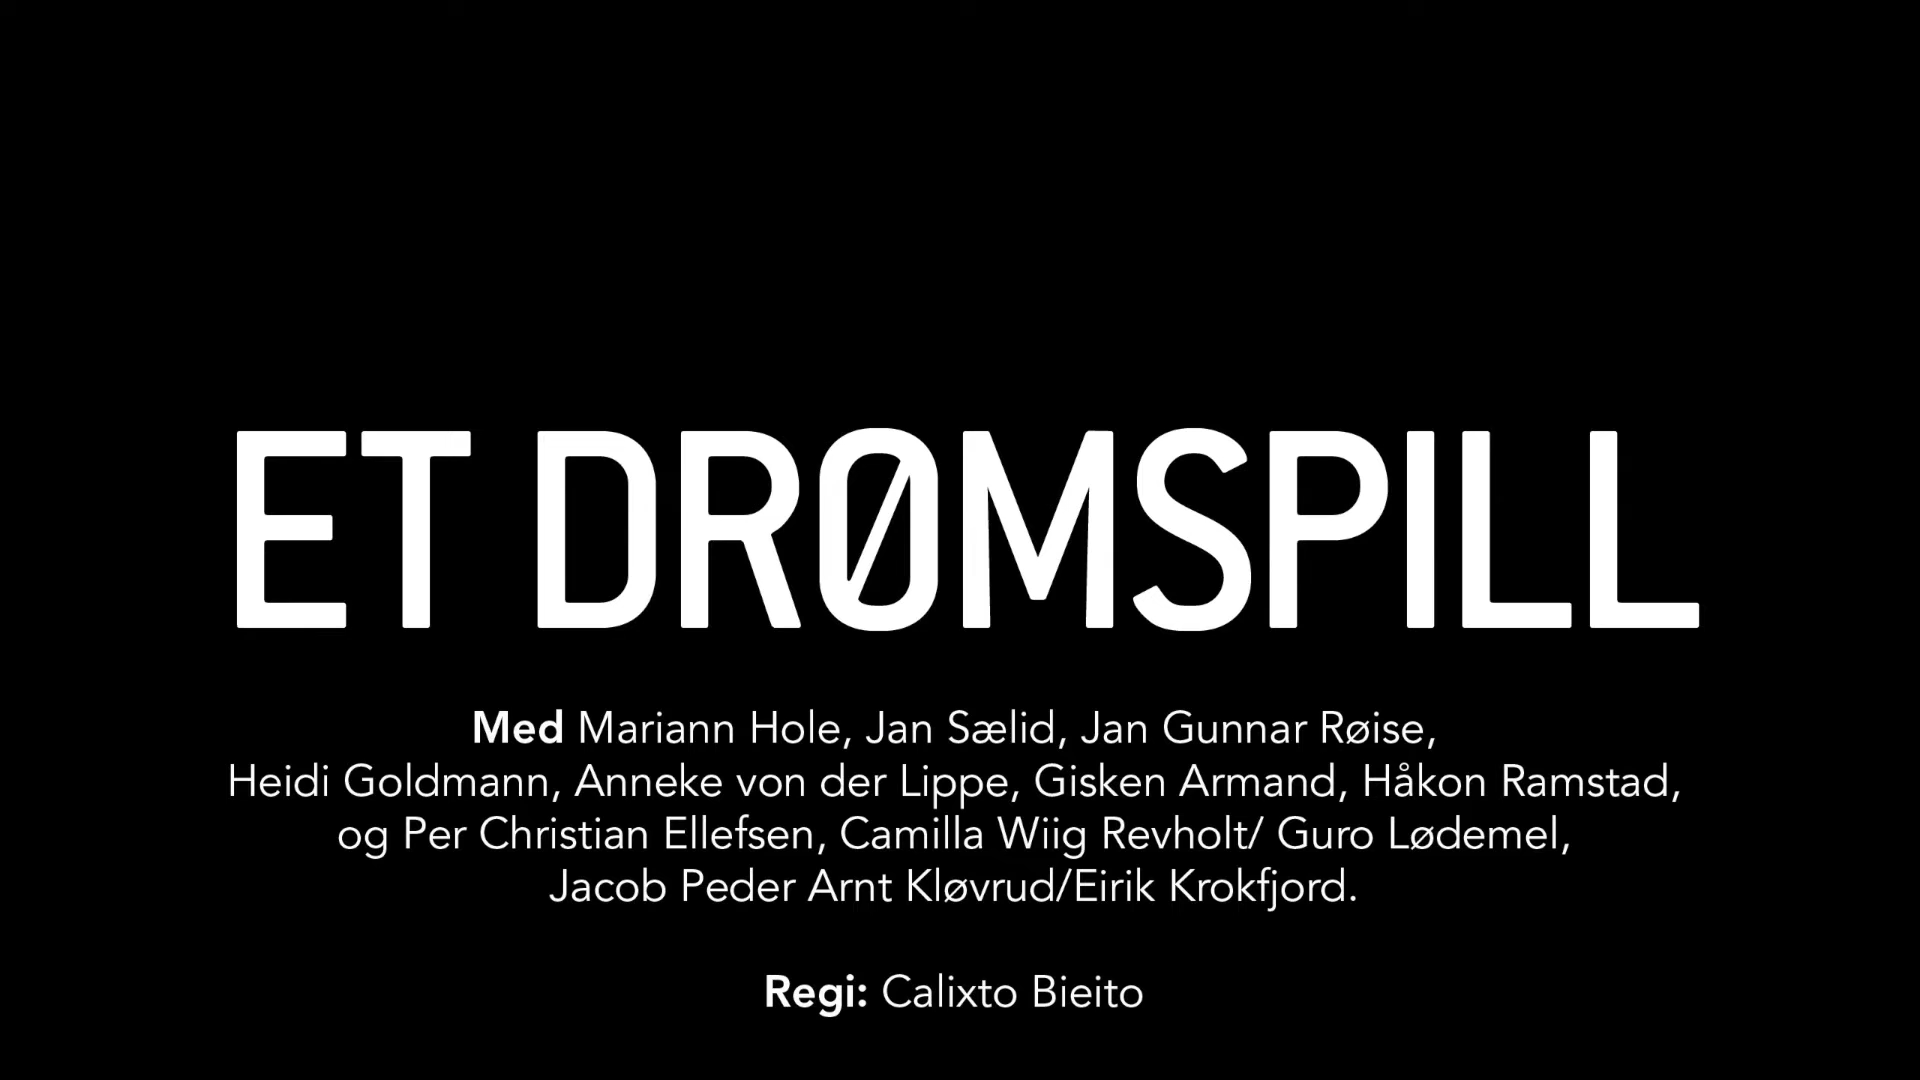 ET DRØMSPILL
Med Mariann Hole, Jan Sælid, Jan Gunnar Røise,
Heidi Goldmann, Anneke von der Lippe, Gisken Armand, Håkon Ramstad,
og Per Christian Ellefsen, Camilla Wiig Revholt/ Guro Lødemel,
Jacob Peder Arnt Kløvrud/Eirik Krokfjord.
Regi: Calixto Bieito